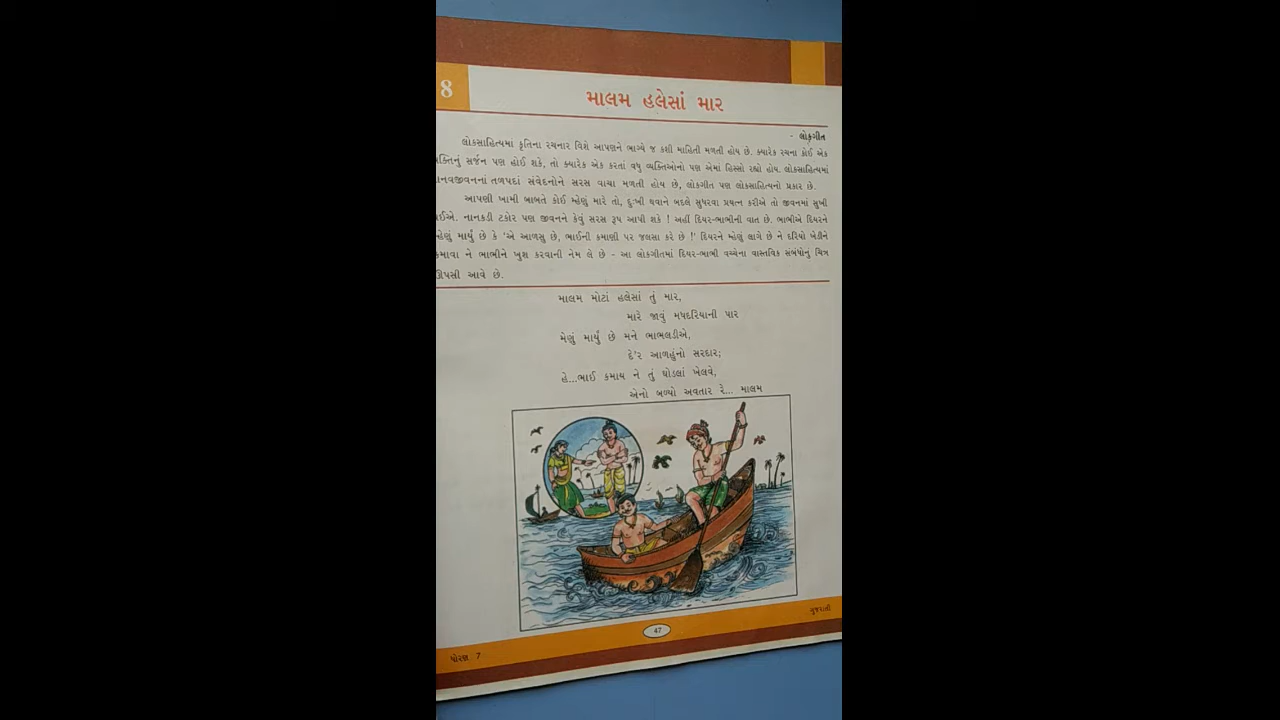 8
માલમ હલેસાં માર
- લોકગીત
લોકસાહિત્યમાં કૃતિના રચનાર વિશે આપણને ભાગ્યે જ કશી માહિતી મળતી હોય છે. ક્યારેક રચના કોઈ એક
વ્યક્તિનું સર્જન પણ હોઈ શકે, તો ક્યારેક એક કરતાં વધુ વ્યક્તિઓનો પણ એમાં હિસ્સો રહ્યો હોય. લોકસાહિત્યમાં
માનવજીવનનાં તળપદાં સંવેદનોને સરસ વાચા મળતી હોય છે, લોકગીત પણ લોકસાહિત્યનો પ્રકાર છે.
આપણી ખામી બાબતે કોઈ મ્હેણું મારે તો, દુઃખી થવાને બદલે સુધરવા પ્રયત્ન કરીએ તો જીવનમાં સુખી
થઈએ. નાનકડી ટકોર પણ જીવનને કેવું સરસ રૂપ આપી શકે ! અહીં દિયર-ભાભીની વાત છે. ભાભીએ દિયરને
મ્હેણું માર્યું છે કે 'એ આળસુ છે, ભાઈની કમાણી પર જલસા કરે છે !' દિયરને મ્હેણું લાગે છે ને દરિયો ખેડીને
કમાવા ને ભાભીને ખુશ કરવાની નેમ લે છે - આ લોકગીતમાં દિયર-ભાભી વચ્ચેના વાસ્તવિક સંબંધોનું ચિત્ર
ઊપસી આવે છે.
માલમ મોટાં હલેસાં તું માર,
મારે જાવું મધદરિયાની પાર
મેણું માર્યું છે મને ભાભલડીએ,
દે'ર આળહુંનો સરદાર;
હે...ભાઈ કમાય ને તું ઘોડલાં ખેલવે,
એનો બળ્યો અવતાર રે... માલમ
ગુજરાતી
47
ધોરણ 7